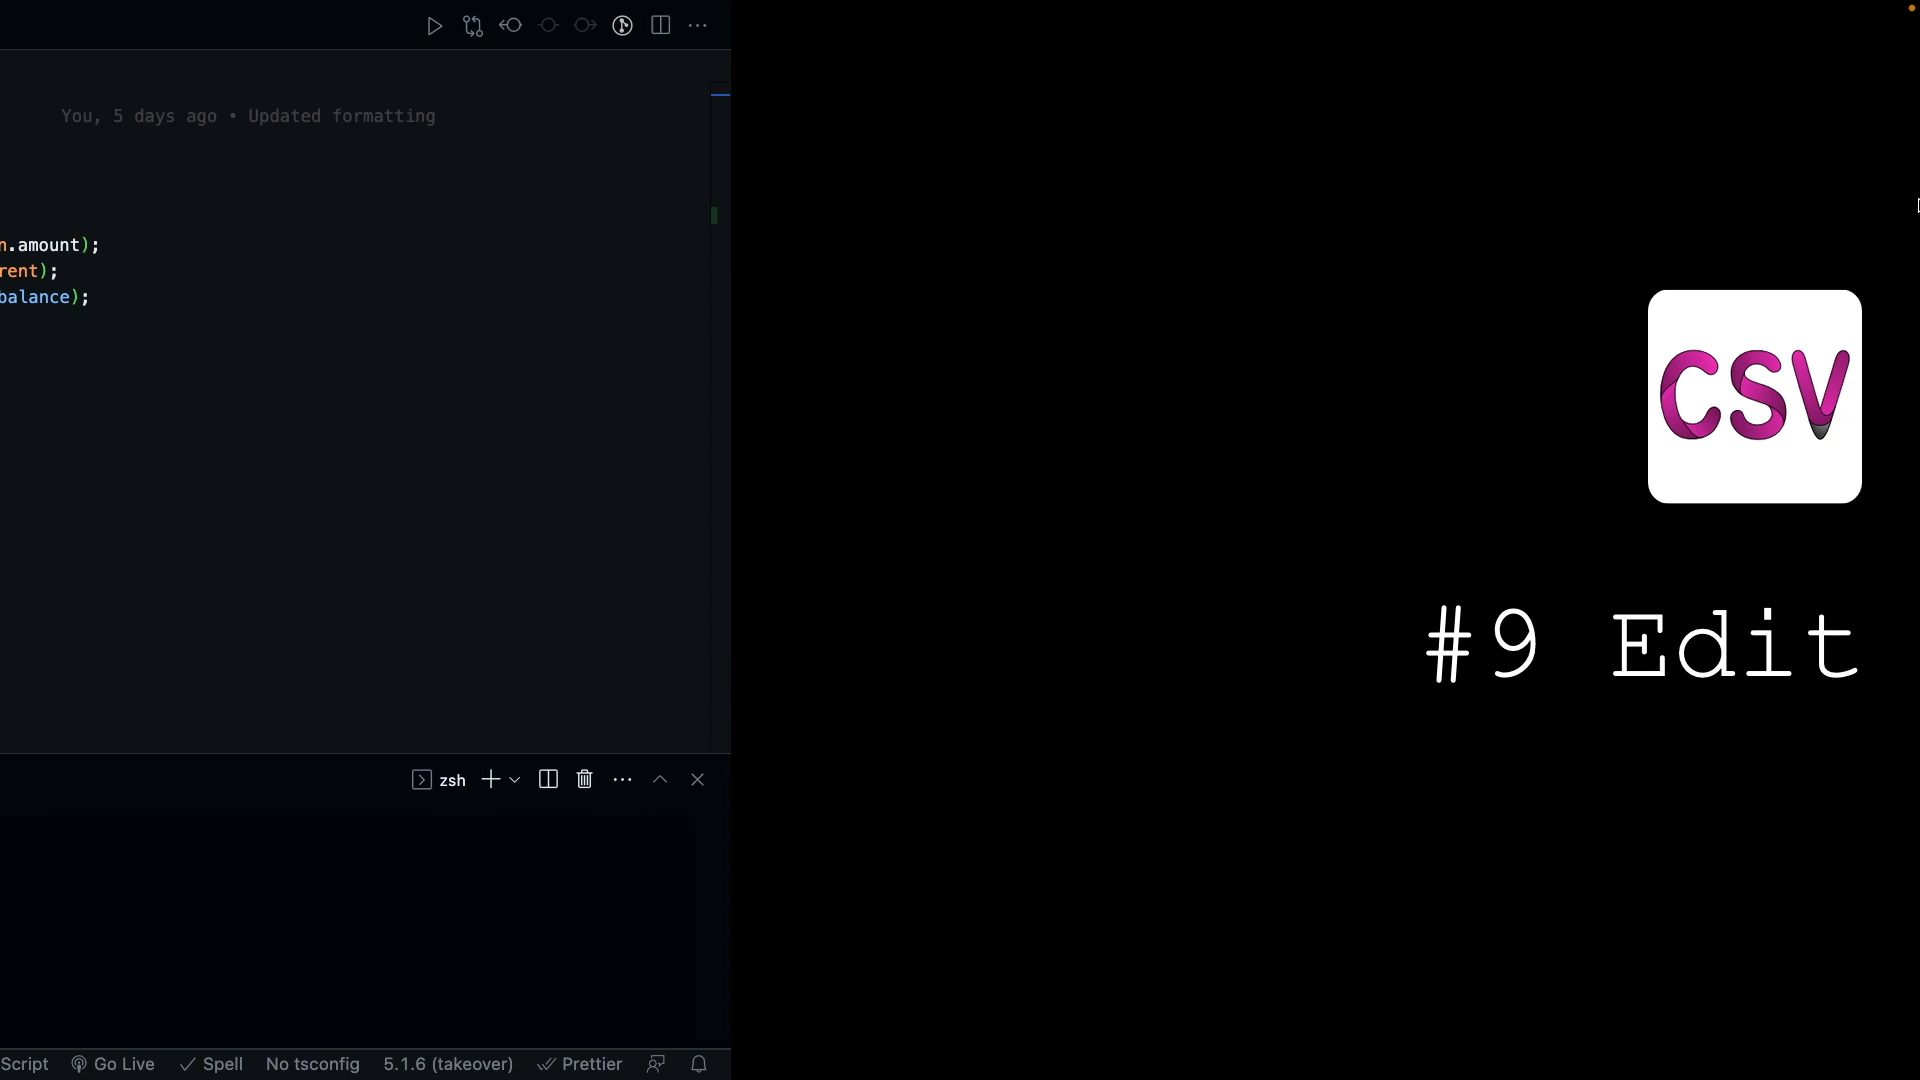 You, 5 days ago • Updated formatting
n.amount);
rent);
balance);
CSV
#9 Edit
zsh
Script Go Live Spell No tsconfig 5.1.6 (takeover) Prettier